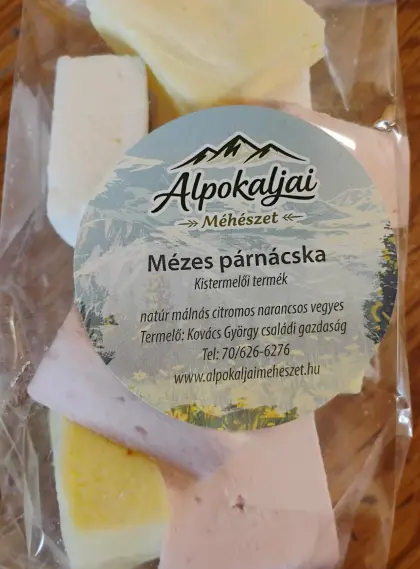 Alpokaljai
Méhészet
Mézes párnácska
Kistermelői termék
natúr málnás citromos narancsos vegyes
Termelő: Kovács György családi gazdaság
Tel: 70/626-6276
www.alpokaljaimeheszet.hu